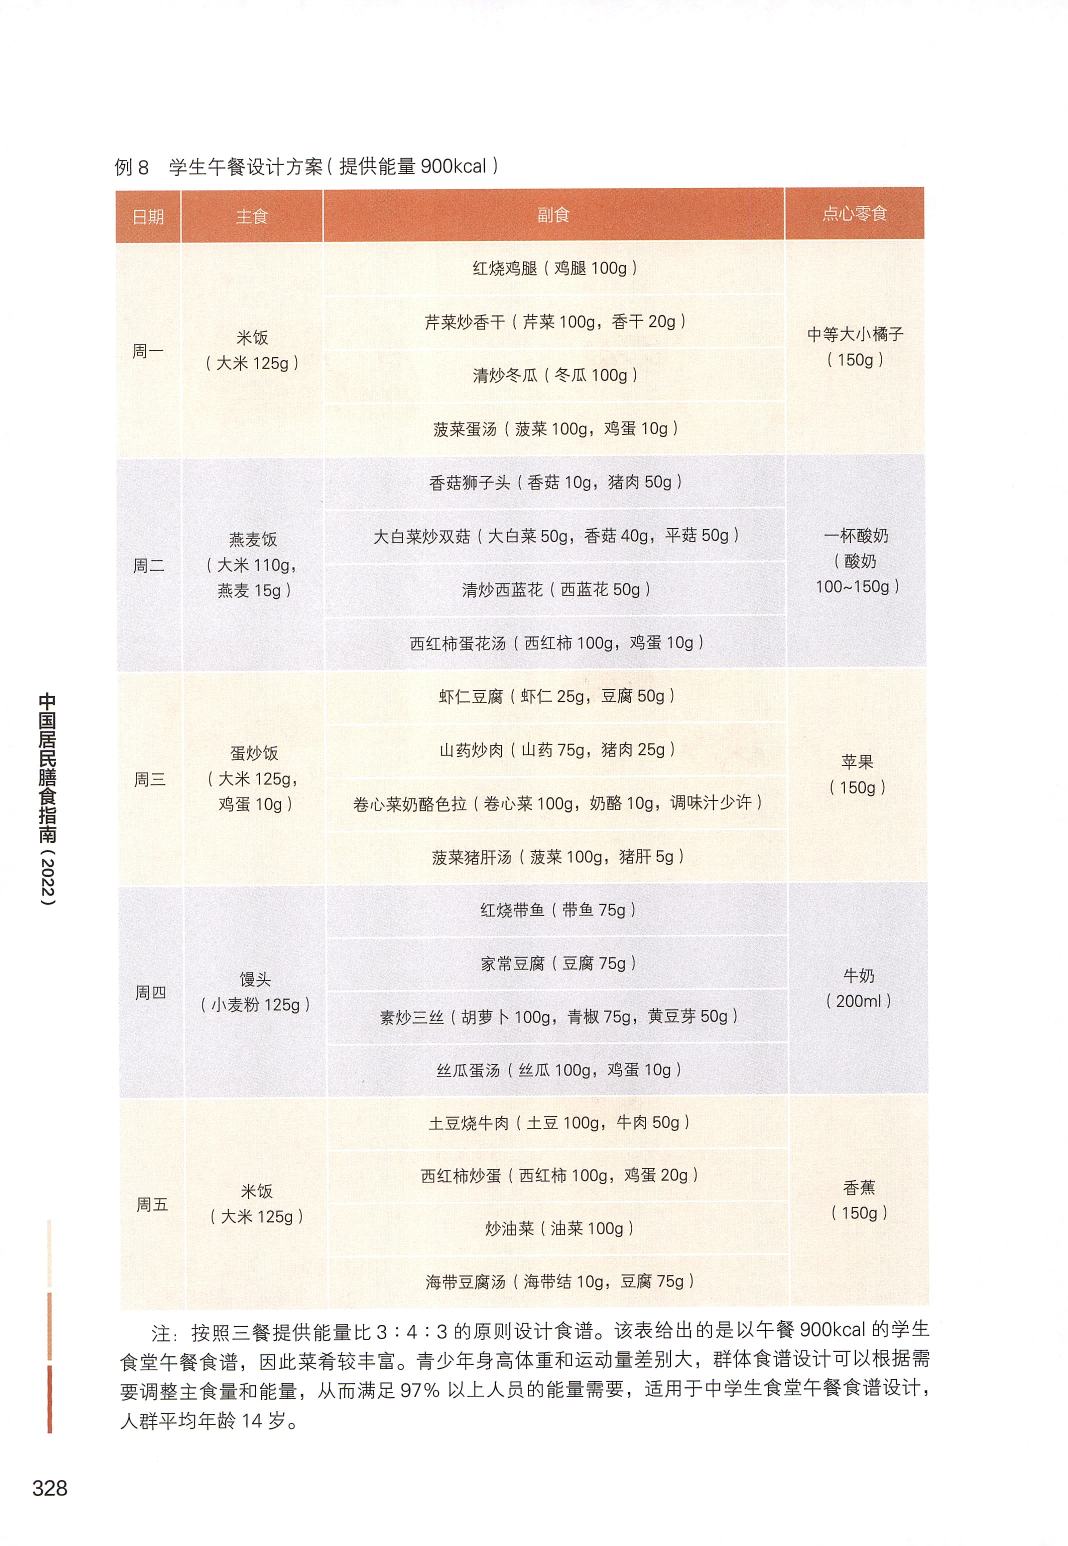 例 8 学生午餐设计方案（提供能量 900kcal）
日期 主食 副食 点心零食
周一
米饭
（大米 125g）
红烧鸡腿（鸡腿 100g）
芹菜炒香干（芹菜 100g，香干 20g）
清炒冬瓜（冬瓜 100g）
菠菜蛋汤（菠菜 100g，鸡蛋 10g）
中等大小橘子
（150g）
周二
燕麦饭
（大米 110g，
燕麦 15g）
香菇狮子头（香菇 10g，猪肉 50g）
大白菜炒双菇（大白菜 50g，香菇 40g，平菇 50g）
清炒西蓝花（西蓝花 50g）
西红柿蛋花汤（西红柿 100g，鸡蛋 10g）
一杯酸奶
（酸奶
100~150g）
周三
蛋炒饭
（大米 125g，
鸡蛋 10g）
虾仁豆腐（虾仁 25g，豆腐 50g）
山药炒肉（山药 75g，猪肉 25g）
卷心菜奶酪色拉（卷心菜 100g，奶酪 10g，调味汁少许）
菠菜猪肝汤（菠菜 100g，猪肝 5g）
苹果
（150g）
周四
馒头
（小麦粉 125g）
红烧带鱼（带鱼 75g）
家常豆腐（豆腐 75g）
素炒三丝（胡萝卜 100g，青椒 75g，黄豆芽 50g）
丝瓜蛋汤（丝瓜 100g，鸡蛋 10g）
牛奶
（200ml）
周五
米饭
（大米 125g）
土豆烧牛肉（土豆 100g，牛肉 50g）
西红柿炒蛋（西红柿 100g，鸡蛋 20g）
炒油菜（油菜 100g）
海带豆腐汤（海带结 10g，豆腐 75g）
香蕉
（150g）
注：按照三餐提供能量比 3∶4∶3 的原则设计食谱。该表给出的是以午餐 900kcal 的学生
食堂午餐食谱，因此菜肴较丰富。青少年身高体重和运动量差别大，群体食谱设计可以根据需
要调整主食量和能量，从而满足 97% 以上人员的能量需要，适用于中学生食堂午餐食谱设计，
人群平均年龄 14 岁。
中国居民膳食指南（2022）
328